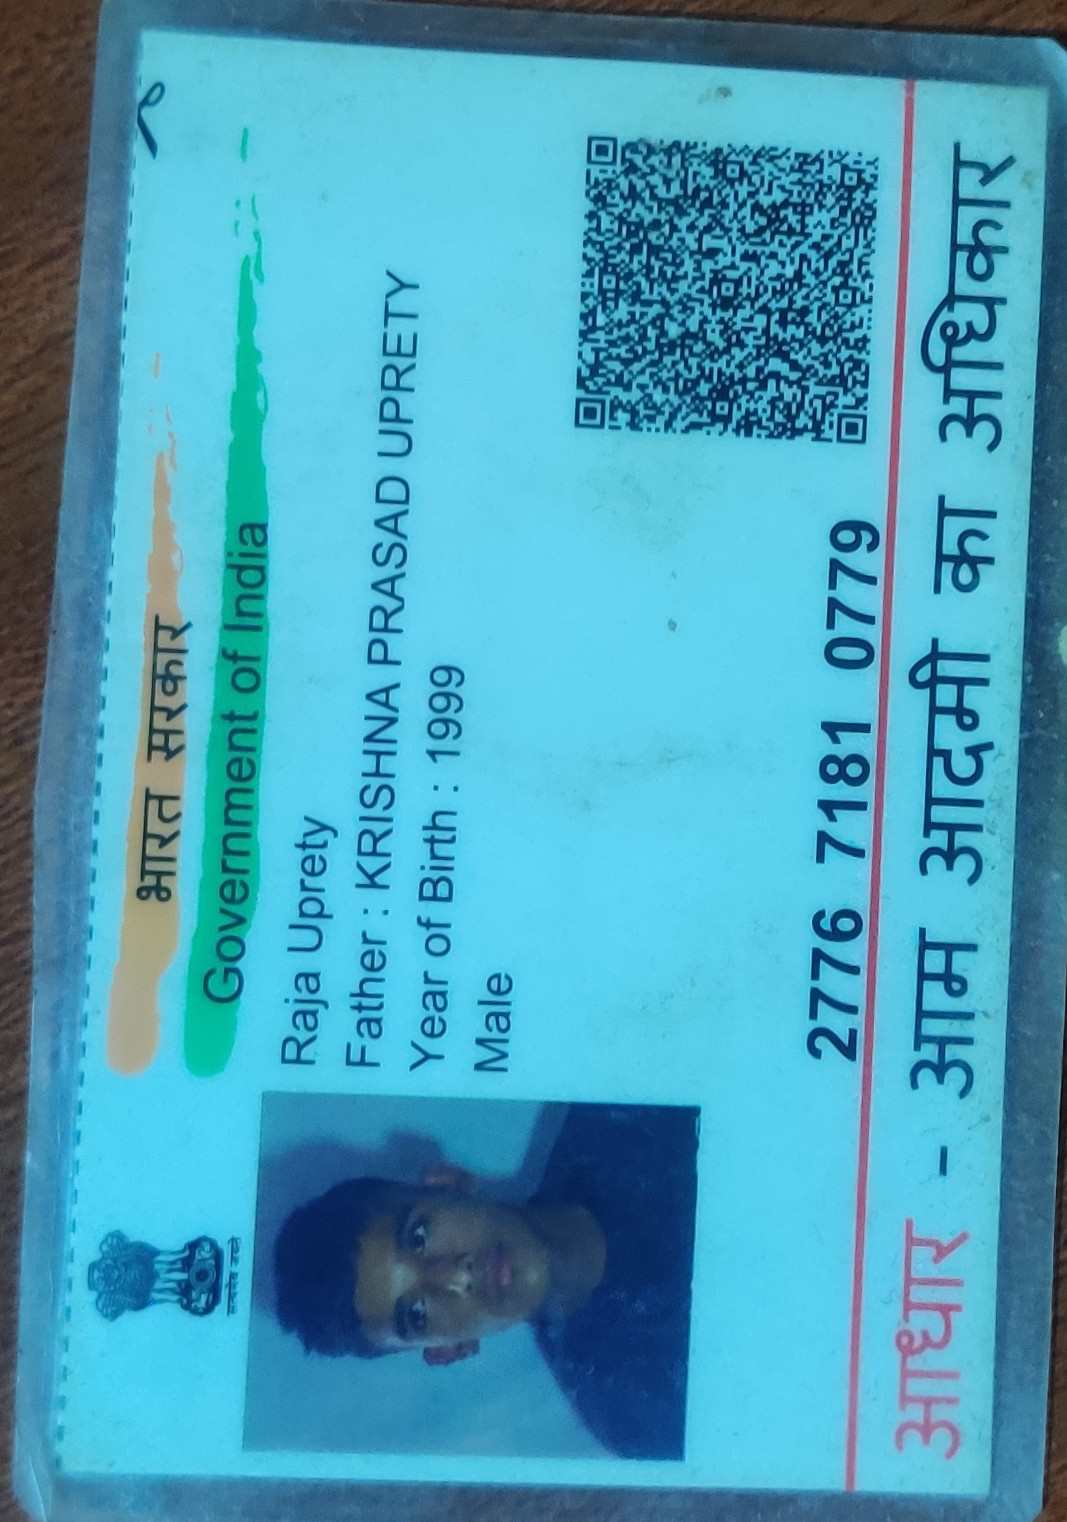 भारत सरकार
Government of India
सत्यमेव जयते
Raja Uprety
Father : KRISHNA PRASAD UPRETY
Year of Birth : 1999
Male
2776 7181 0779
आधार - आम आदमी का अधिकार